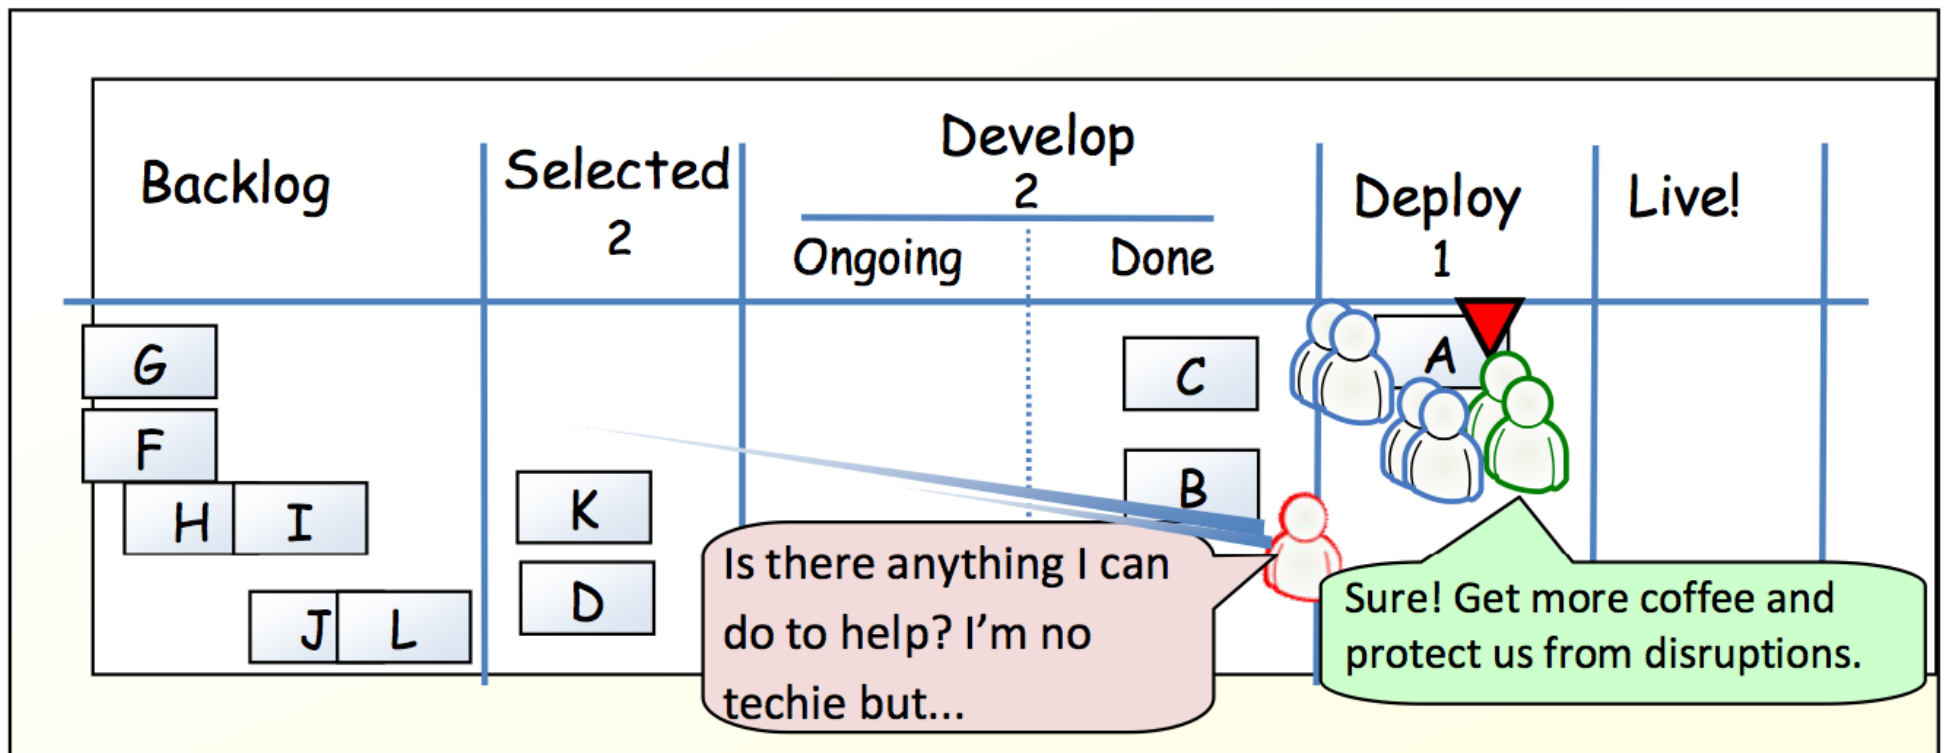 Backlog
Selected
2
Develop
2
Ongoing
Done
Deploy
1
Live!
G
F
H
I
J
L
K
D
C
B
A
Is there anything I can
do to help? I’m no
techie but...
Sure! Get more coffee and
protect us from disruptions.